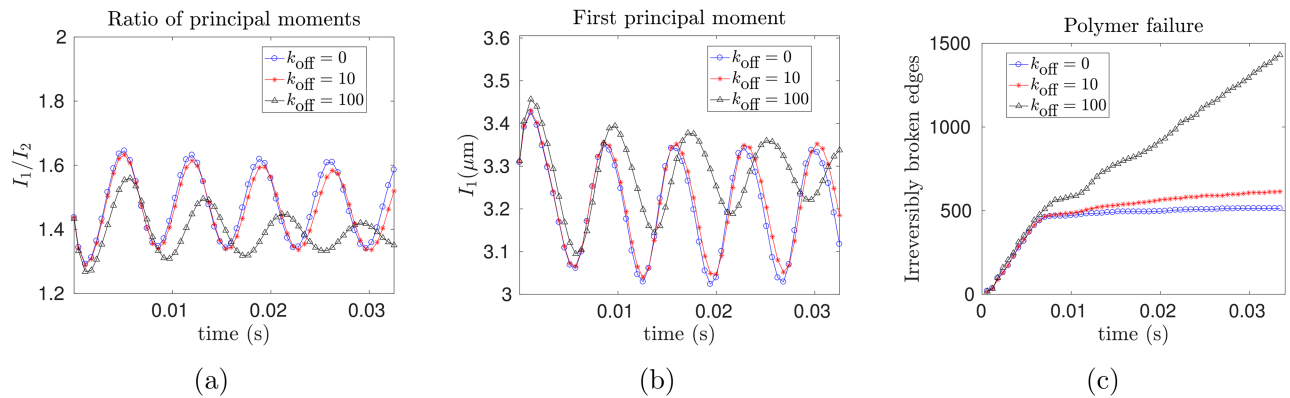 Ratio of principal moments
2
1.8
1.6
1.4
1.2
I₁/I₂
k_off = 0
k_off = 10
k_off = 100
0.01
0.02
0.03
time (s)
(a)
First principal moment
3.6
3.5
3.4
3.3
3.2
3.1
3
I₁(μm)
k_off = 0
k_off = 10
k_off = 100
0.01
0.02
0.03
time (s)
(b)
Polymer failure
1500
1000
500
0
Irreversibly broken edges
k_off = 0
k_off = 10
k_off = 100
0
0.01
0.02
0.03
time (s)
(c)